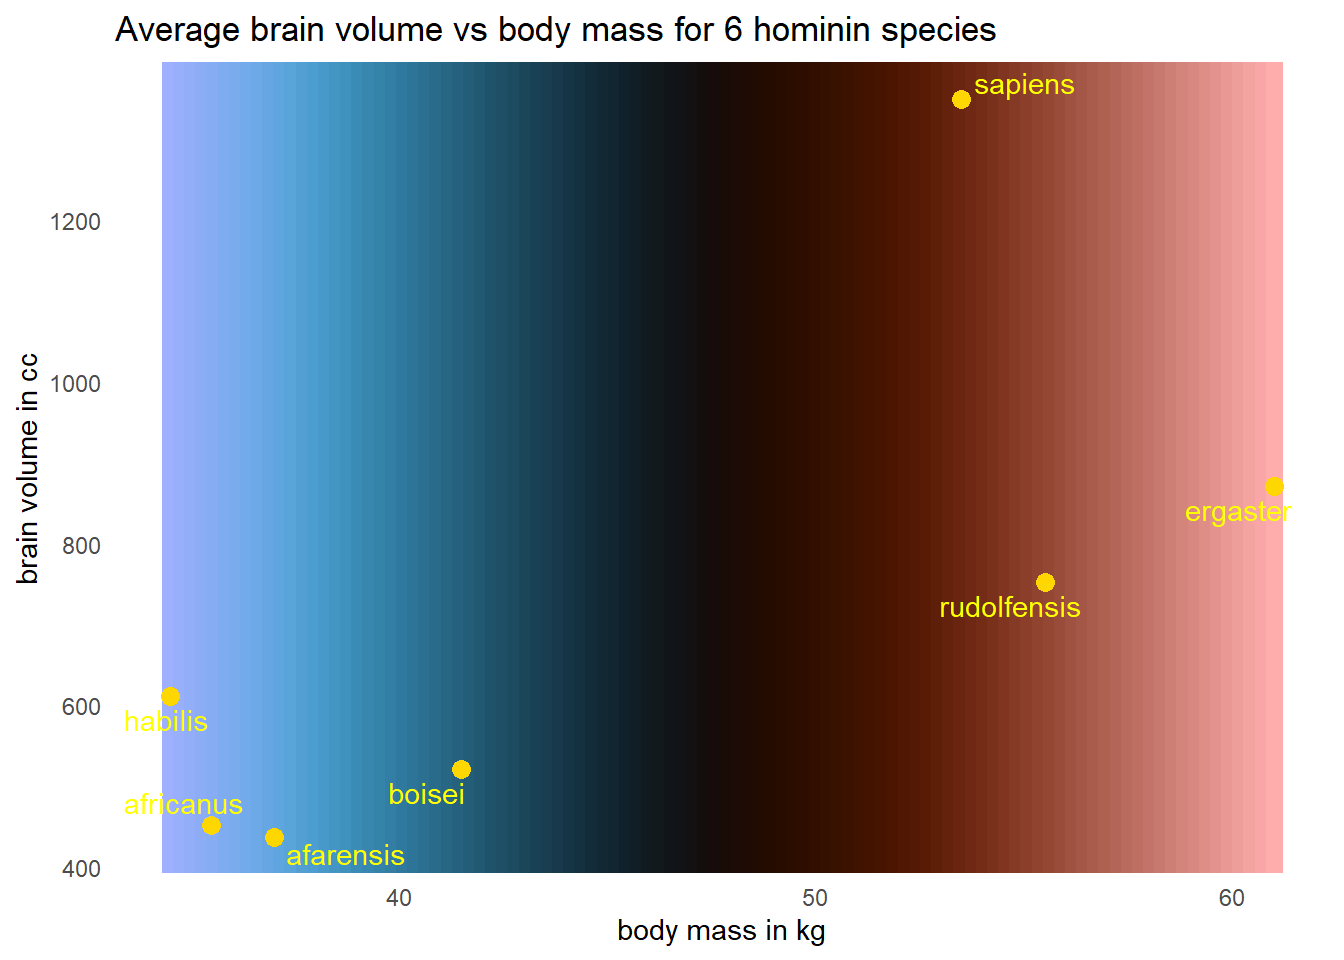 Average brain volume vs body mass for 6 hominin species
sapiens
1200
brain volume in cc
1000
ergaster
800
rudolfensis
600
habilis
boisei
africanus
afarensis
400
40
50
60
body mass in kg